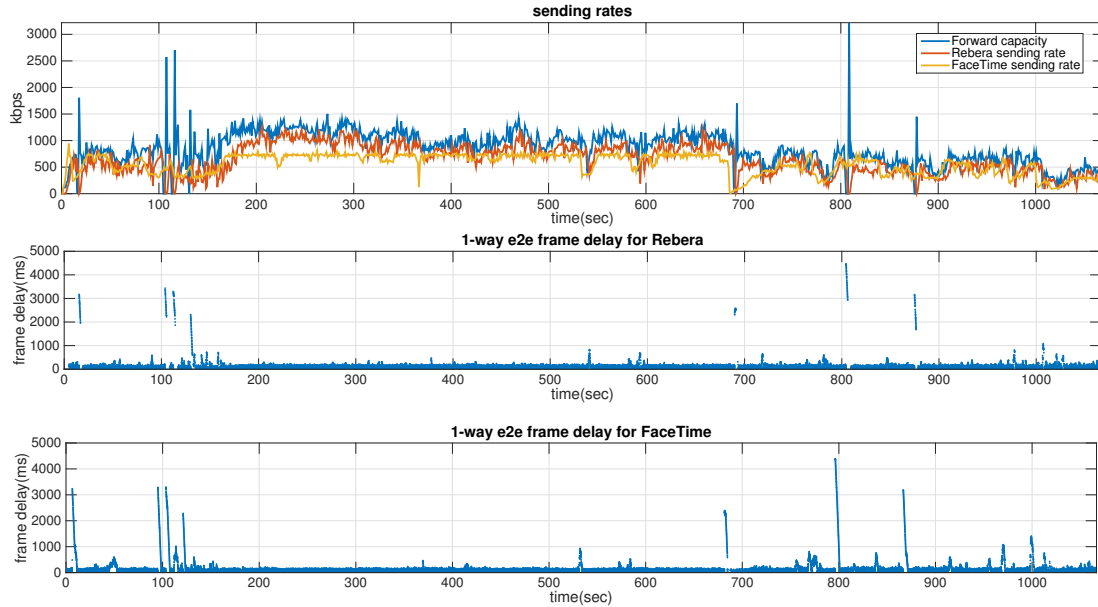 sending rates
3000
2500
2000
1500
1000
500
0
kbps
Forward capacity
Rebera sending rate
FaceTime sending rate
0 100 200 300 400 500 600 700 800 900 1000
time(sec)
1-way e2e frame delay for Rebera
5000
4000
3000
2000
1000
0
frame delay(ms)
0 100 200 300 400 500 600 700 800 900 1000
time(sec)
1-way e2e frame delay for FaceTime
5000
4000
3000
2000
1000
0
frame delay(ms)
0 100 200 300 400 500 600 700 800 900 1000
time(sec)